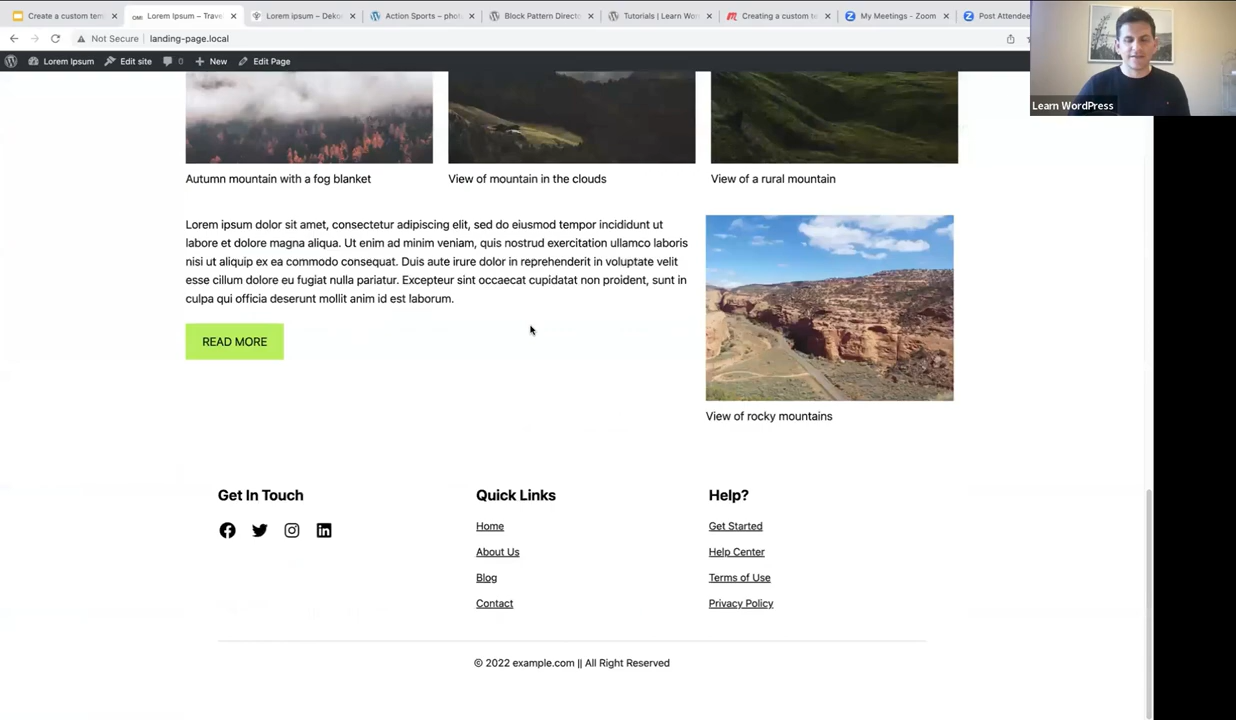 Create a custom tem
Lorem Ipsum – Trave
Lorem ipsum – Deko
Action Sports – phot
Block Pattern Direct
Tutorials | Learn Wor
Creating a custom te
My Meetings - Zoom
Post Attendee
Not Secure
landing-page.local
Lorem Ipsum
Edit site
0
New
Edit Page
Learn WordPress
Autumn mountain with a fog blanket
View of mountain in the clouds
View of a rural mountain
Lorem ipsum dolor sit amet, consectetur adipiscing elit, sed do eiusmod tempor incididunt ut
labore et dolore magna aliqua. Ut enim ad minim veniam, quis nostrud exercitation ullamco laboris
nisi ut aliquip ex ea commodo consequat. Duis aute irure dolor in reprehenderit in voluptate velit
esse cillum dolore eu fugiat nulla pariatur. Excepteur sint occaecat cupidatat non proident, sunt in
culpa qui officia deserunt mollit anim id est laborum.
READ MORE
View of rocky mountains
Get In Touch
Quick Links
Home
About Us
Blog
Contact
Help?
Get Started
Help Center
Terms of Use
Privacy Policy
© 2022 example.com || All Right Reserved